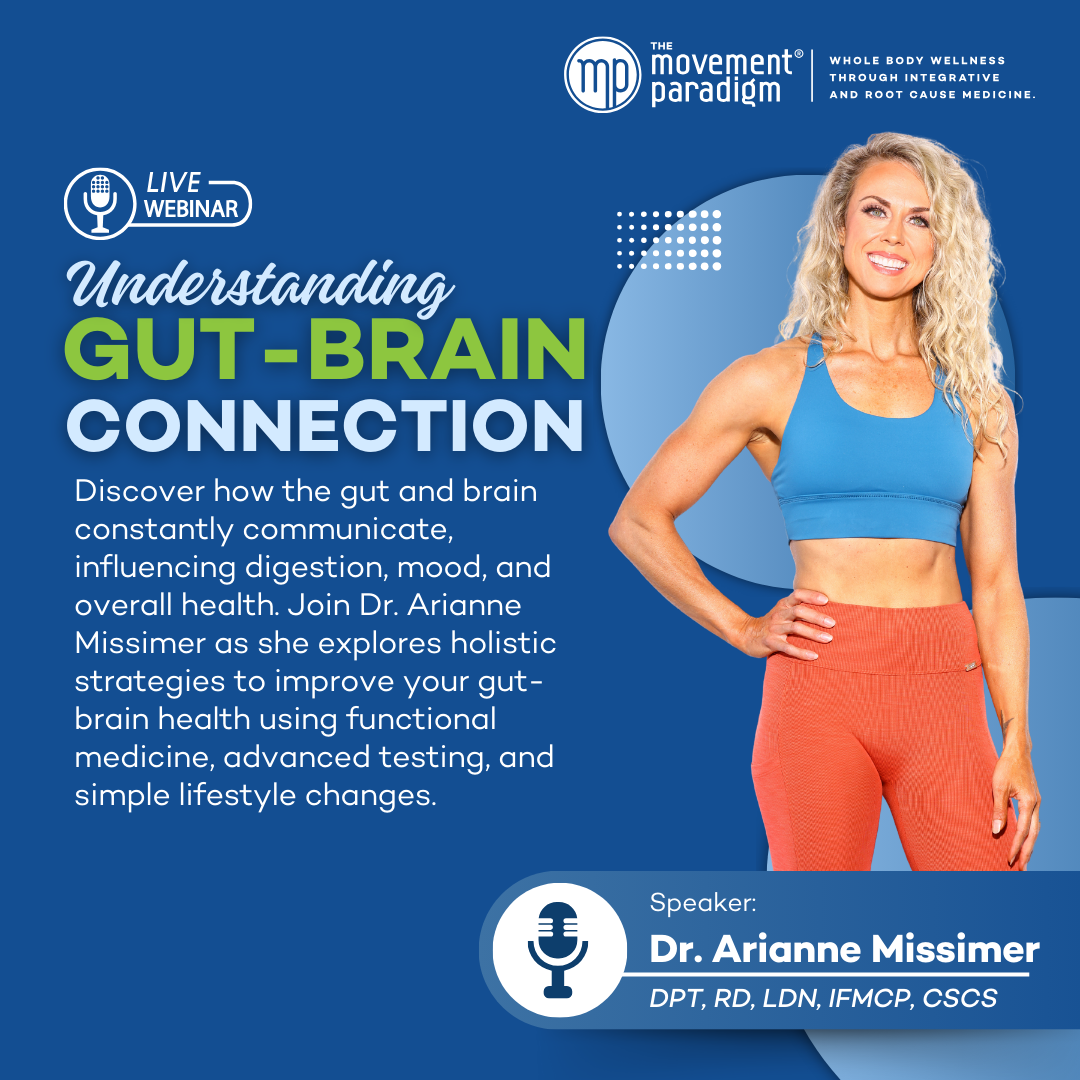 THE
movement®
paradigm
mp
WHOLE BODY WELLNESS
THROUGH INTEGRATIVE
AND ROOT CAUSE MEDICINE.
LIVE
WEBINAR
Understanding
GUT-BRAIN
CONNECTION
Discover how the gut and brain
constantly communicate,
influencing digestion, mood, and
overall health. Join Dr. Arianne
Missimer as she explores holistic
strategies to improve your gut-
brain health using functional
medicine, advanced testing, and
simple lifestyle changes.
Speaker:
Dr. Arianne Missimer
DPT, RD, LDN, IFMCP, CSCS